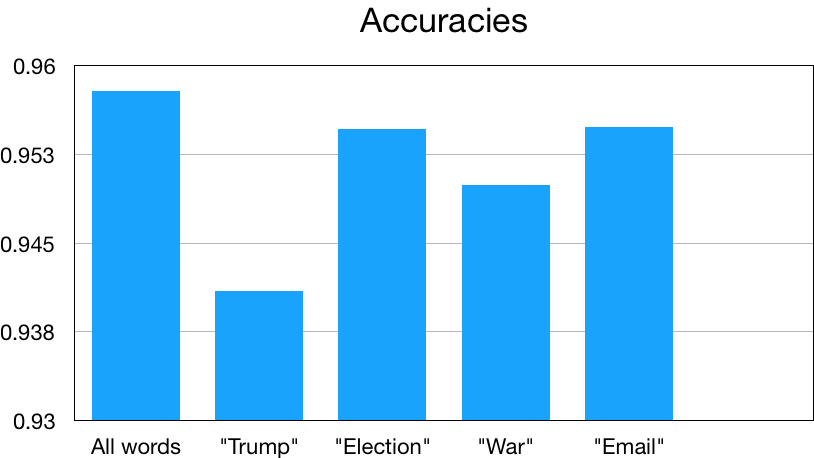 Accuracies
0.96
0.953
0.945
0.938
0.93
All words "Trump" "Election" "War" "Email"